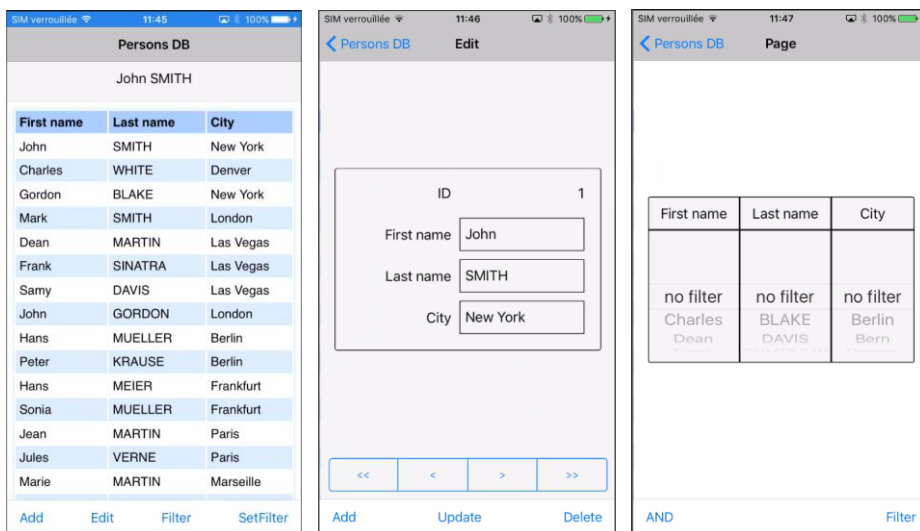 SIM verrouillée 11:45 100%
Persons DB
John SMITH
First name Last name City
John SMITH New York
Charles WHITE Denver
Gordon BLAKE New York
Mark SMITH London
Dean MARTIN Las Vegas
Frank SINATRA Las Vegas
Samy DAVIS Las Vegas
John GORDON London
Hans MUELLER Berlin
Peter KRAUSE Berlin
Hans MEIER Frankfurt
Sonia MUELLER Frankfurt
Jean MARTIN Paris
Jules VERNE Paris
Marie MARTIN Marseille
Add Edit Filter SetFilter
SIM verrouillée 11:46 100%
Persons DB Edit
ID 1
First name John
Last name SMITH
City New York
<< < > >>
Add Update Delete
SIM verrouillée 11:47 100%
Persons DB Page
First name Last name City
no filter no filter no filter
Charles BLAKE Berlin
Dean DAVIS Bern
AND Filter